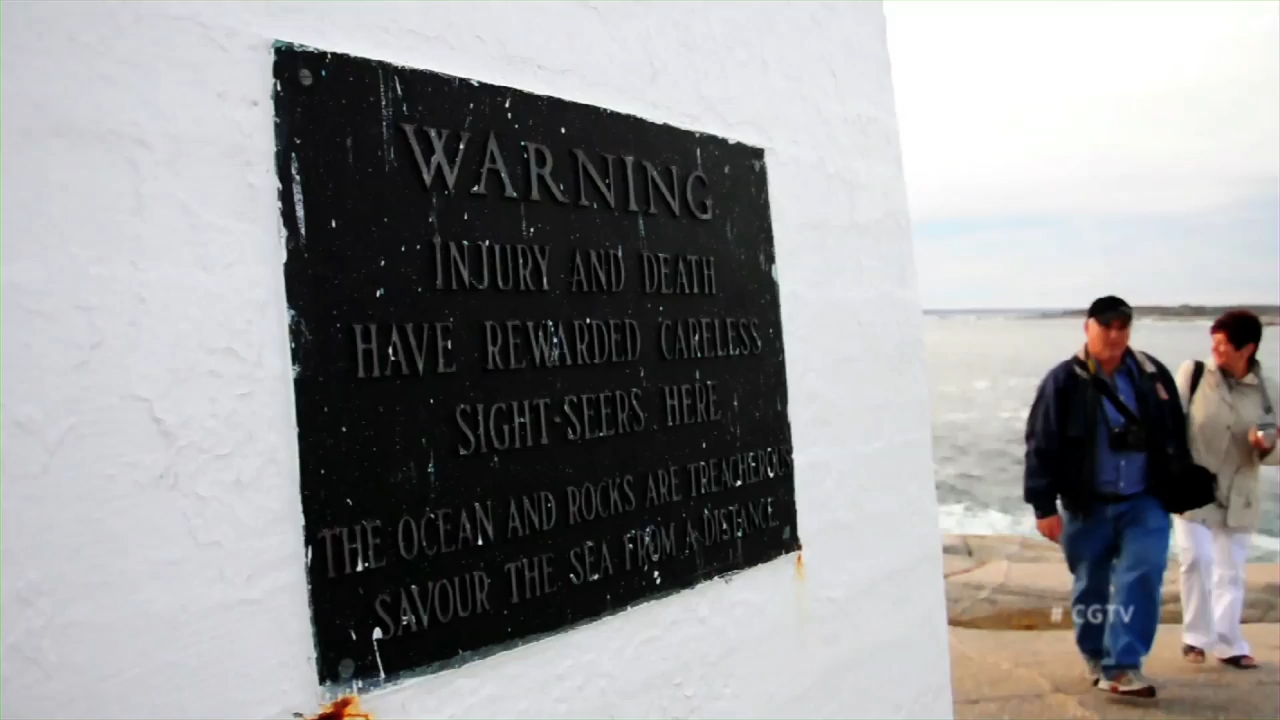 WARNING
INJURY AND DEATH
HAVE REWARDED CARELESS
SIGHT-SEERS HERE
THE OCEAN AND ROCKS ARE TREACHEROUS
SAVOUR THE SEA FROM A DISTANCE.
# CGTV